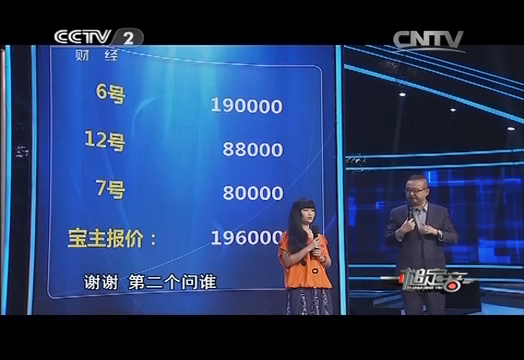 CCTV 2
财 经
CNTV
6号 190000
12号 88000
7号 80000
宝主报价： 196000
谢谢 第二个问谁